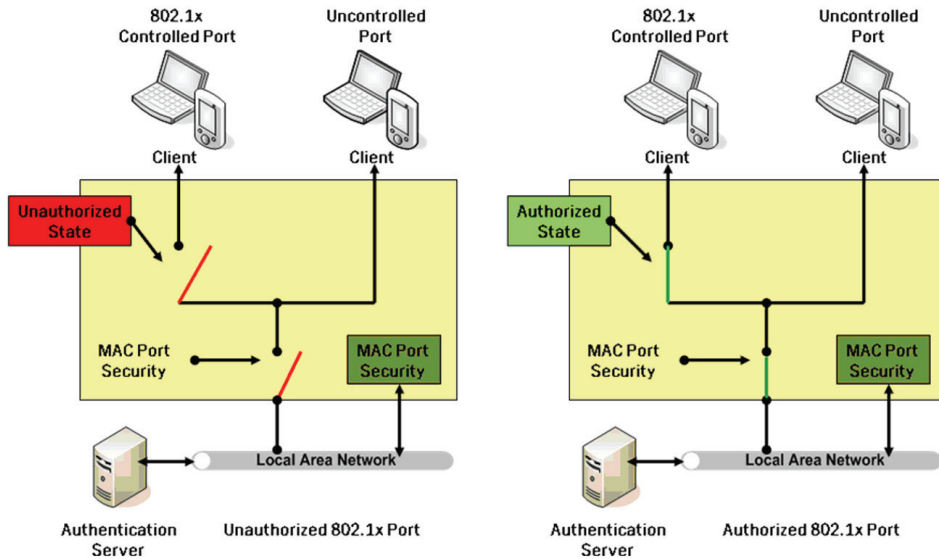 802.1x
Controlled Port
Uncontrolled
Port
Client
Client
Unauthorized
State
MAC Port
Security
MAC Port
Security
Local Area Network
Authentication
Server
Unauthorized 802.1x Port
802.1x
Controlled Port
Uncontrolled
Port
Client
Client
Authorized
State
MAC Port
Security
MAC Port
Security
Local Area Network
Authentication
Server
Authorized 802.1x Port